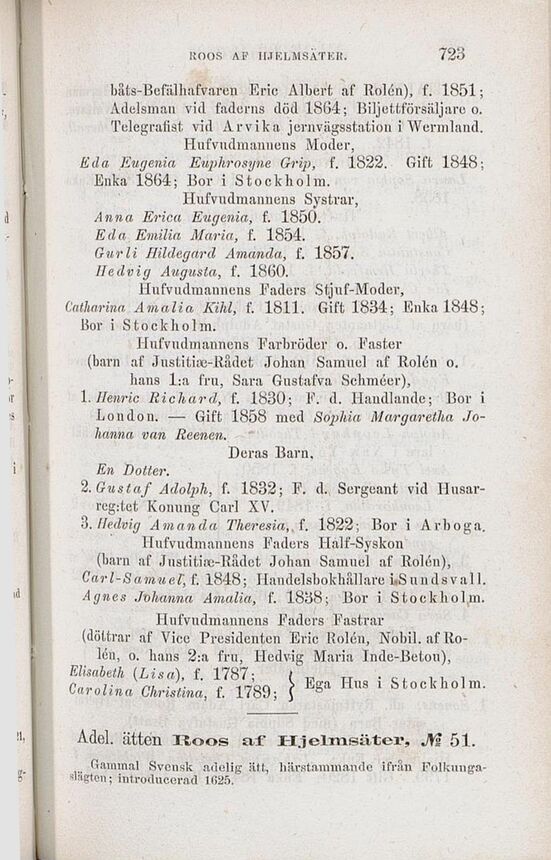 ROOS AF HJELMSÄTER. 723
båts-Befälhafvaren Eric Albert af Rolén), f. 1851;
Adelsman vid faderns död 1864; Biljettförsäljare o.
Telegrafist vid Arvika jernvägsstation i Wermland.
Hufvudmannens Moder,
Eda Eugenia Euphrosyne Grip, f. 1822. Gift 1848;
Enka 1864; Bor i Stockholm.
Hufvudmannens Systrar,
Anna Erica Eugenia, f. 1850.
Eda Emilia Maria, f. 1854.
Gurli Hildegard Amanda, f. 1857.
Hedvig Augusta, f. 1860.
Hufvudmannens Faders Stjuf-Moder,
Catharina Amalia Kihl, f. 1811. Gift 1834; Enka 1848;
Bor i Stockholm.
Hufvudmannens Farbröder o. Faster
(barn af Justitiæ-Rådet Johan Samuel af Rolén o.
hans 1:a fru, Sara Gustafva Schméer),
1. Henric Richard, f. 1830; F. d. Handlande; Bor i
London. — Gift 1858 med Sophia Margaretha Jo-
hanna van Reenen.
Deras Barn,
En Dotter.
2. Gustaf Adolph, f. 1832; F. d. Sergeant vid Husar-
reg:tet Konung Carl XV.
3. Hedvig Amanda Theresia, f. 1822; Bor i Arboga.
Hufvudmannens Faders Half-Syskon
(barn af Justitiæ-Rådet Johan Samuel af Rolén),
Carl-Samuel, f. 1848; Handelsbokhållare i Sundsvall.
Agnes Johanna Amalia, f. 1838; Bor i Stockholm.
Hufvudmannens Faders Fastrar
(döttrar af Vice Presidenten Eric Rolén, Nobil. af Ro-
lén, o. hans 2:a fru, Hedvig Maria Inde-Betou),
Elisabeth (Lisa), f. 1787;
Carolina Christina, f. 1789; } Ega Hus i Stockholm.
Adel. ätten Roos af Hjelmsäter, № 51.
Gammal Svensk adelig ätt, härstammande ifrån Folkunga-
slägten; introducerad 1625.